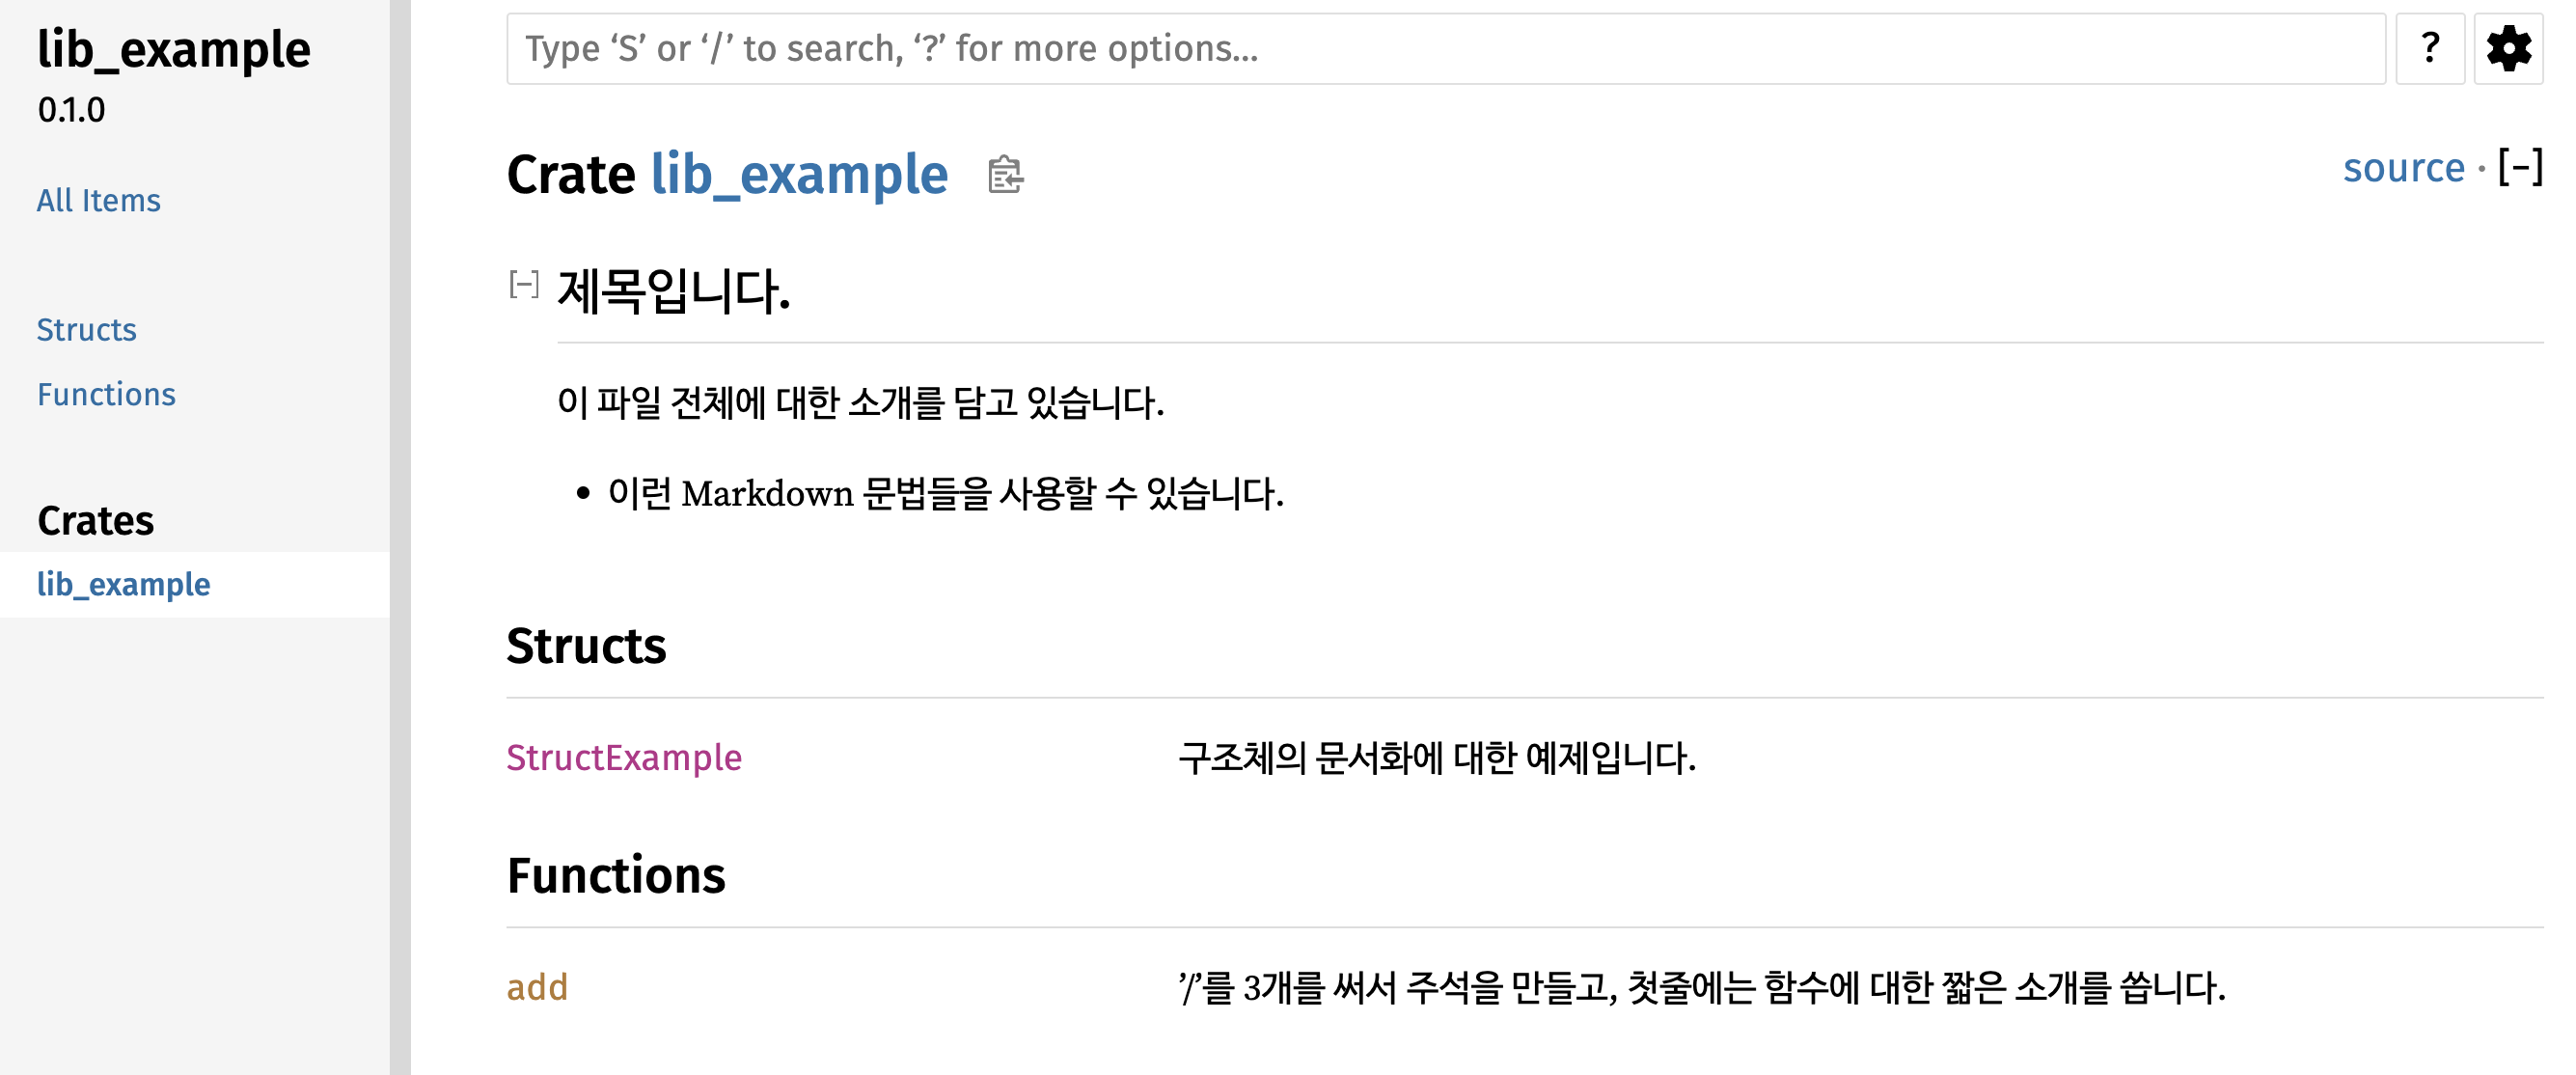 lib_example
0.1.0
All Items
Structs
Functions
Crates
lib_example
Type ‘S’ or ‘/’ to search, ‘?’ for more options…
?
Crate lib_example
source · [-]
[-] 제목입니다.
이 파일 전체에 대한 소개를 담고 있습니다.
• 이런 Markdown 문법들을 사용할 수 있습니다.
Structs
StructExample 구조체의 문서화에 대한 예제입니다.
Functions
add ’/’를 3개를 써서 주석을 만들고, 첫줄에는 함수에 대한 짧은 소개를 씁니다.